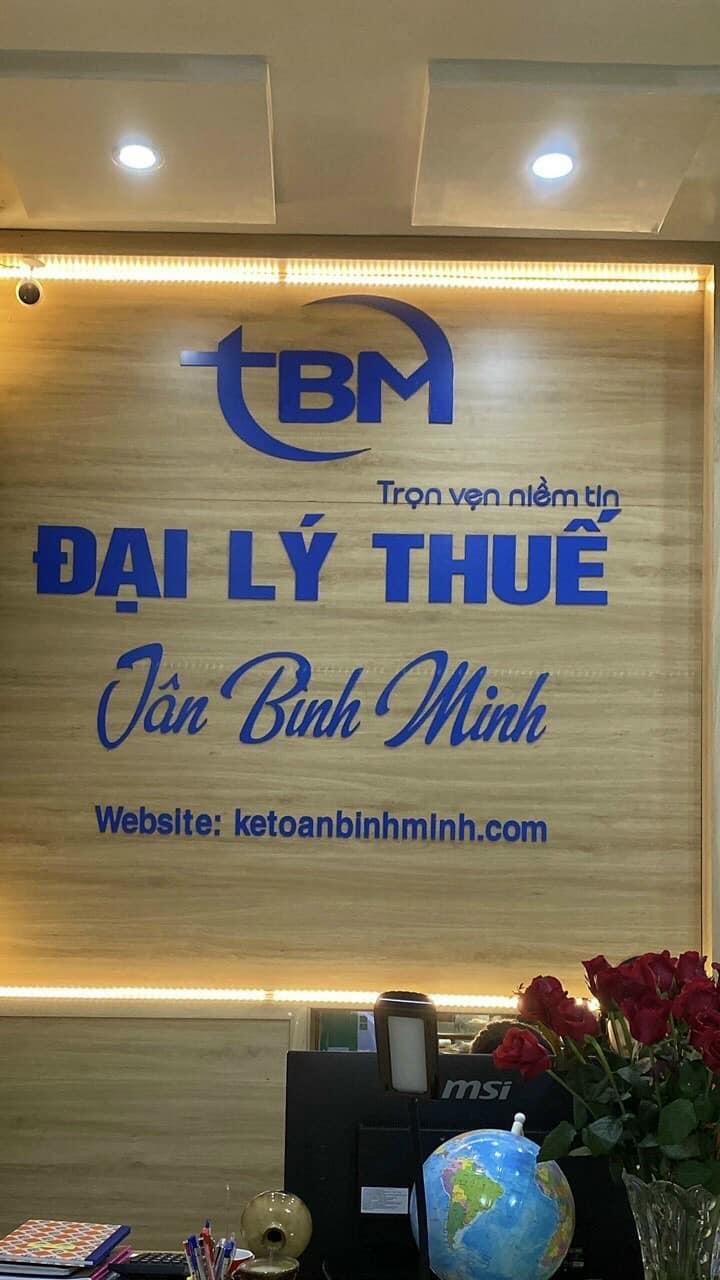 tBM
Trọn vẹn niềm tin
ĐẠI LÝ THUẾ
Tân Bình Minh
Website: ketoanbinhminh.com
msi